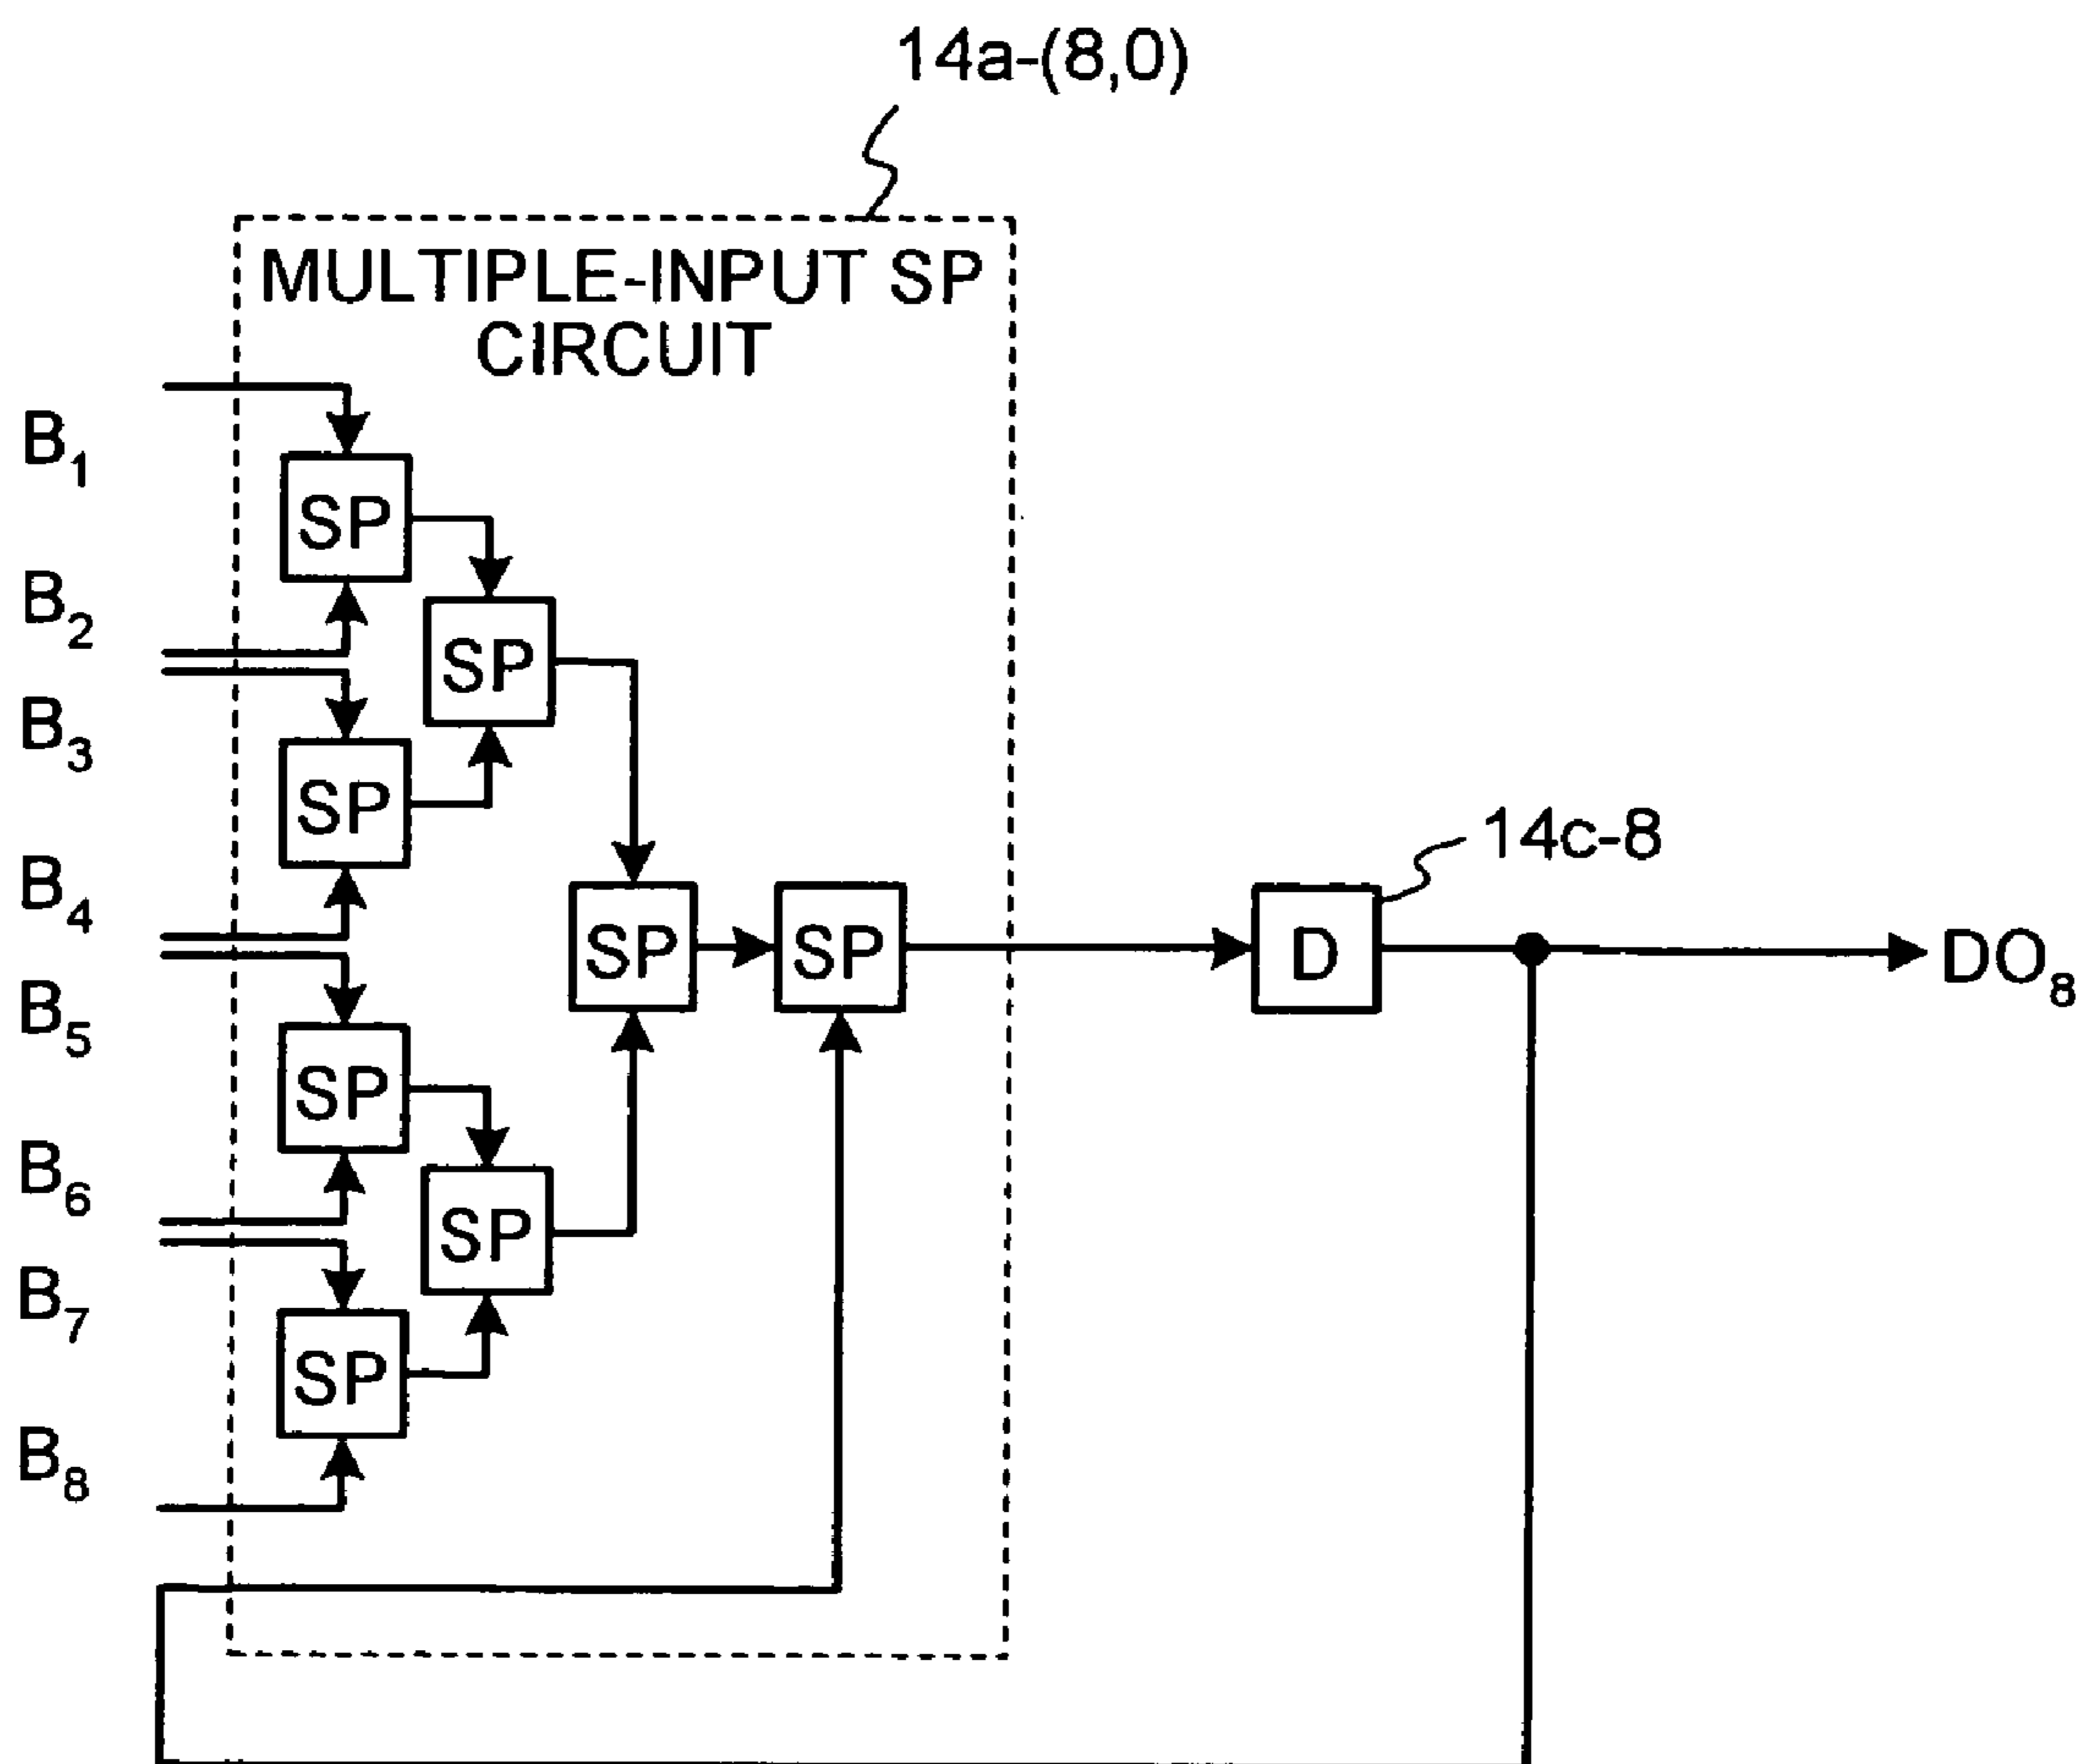 14a-(8,0)
MULTIPLE-INPUT SP
CIRCUIT
B1
SP
B2
SP
B3
SP
B4
14c-8
SP
SP
D
DO8
B5
SP
B6
SP
B7
SP
B8